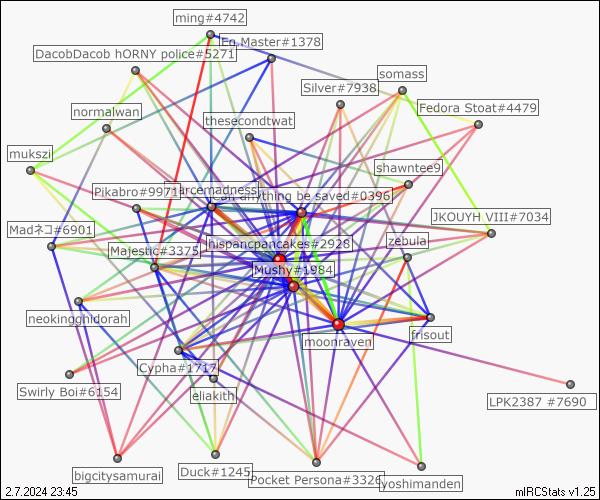 ming#4742
En_Master#1378
DacobDacob hORNY police#5271
somass
Silver#7938
Fedora Stoat#4479
normalwan
thesecondtwat
mukszi
shawntee9
Pikabro#9971
arcemadness
an anything be saved#0396
JKOUYH VIII#7034
Madネコ#6901
hispancpancakes#2928
zebula
Majestic#3375
Mushy#1984
neokingghidorah
moonraven
frisout
Cypha#1717
Swirly Boi#6154
eliakith
LPK2387 #7690
bigcitysamurai
Duck#1245
Pocket Persona#3326
yoshimanden
2.7.2024 23:45
mIRCStats v1.25